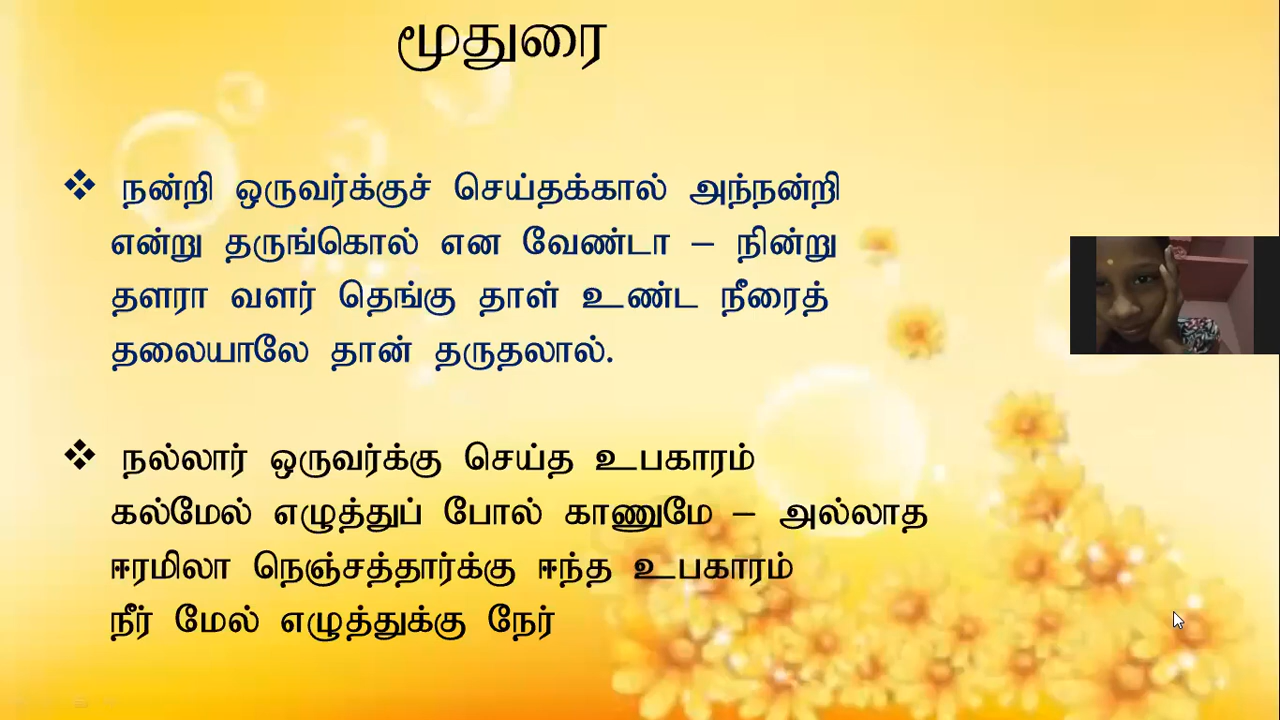 மூதுரை
❖ நன்றி ஒருவர்க்குச் செய்தக்கால் அந்நன்றி
என்று தருங்கொல் என வேண்டா – நின்று
தளரா வளர் தெங்கு தாள் உண்ட நீரைத்
தலையாலே தான் தருதலால்.
❖ நல்லார் ஒருவர்க்கு செய்த உபகாரம்
கல்மேல் எழுத்துப் போல் காணுமே – அல்லாத
ஈரமிலா நெஞ்சத்தார்க்கு ஈந்த உபகாரம்
நீர் மேல் எழுத்துக்கு நேர்